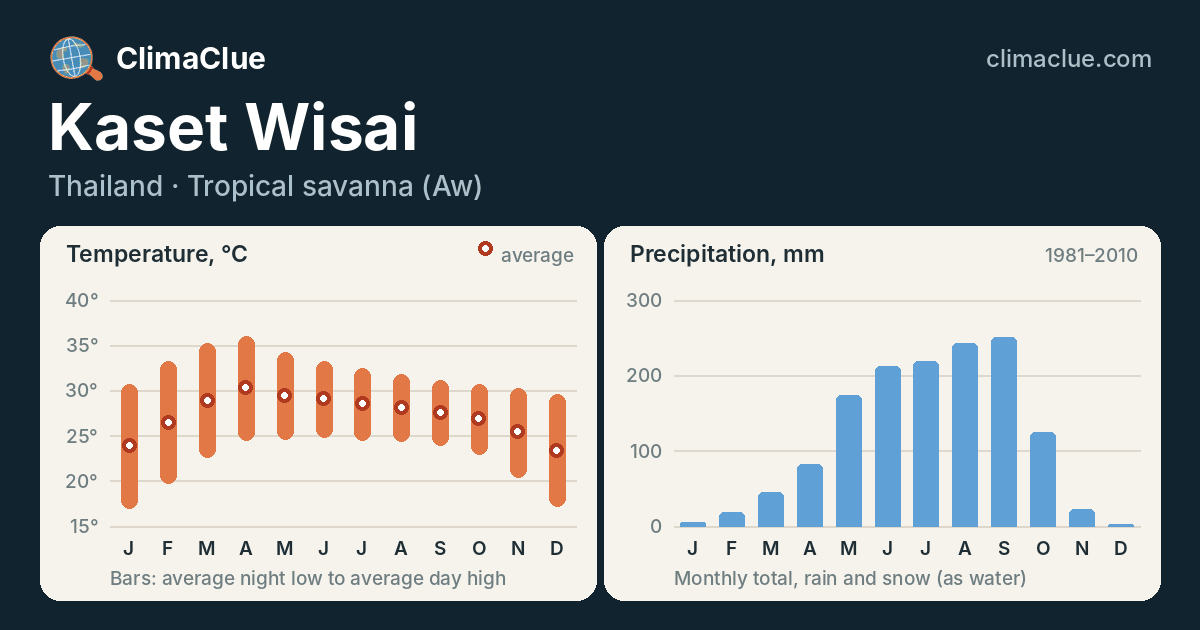 ClimaClue
climaclue.com
Kaset Wisai
Thailand · Tropical savanna (Aw)
Temperature, °C
average
40°
35°
30°
25°
20°
15°
J F M A M J J A S O N D
Bars: average night low to average day high
Precipitation, mm
1981–2010
300
200
100
0
J F M A M J J A S O N D
Monthly total, rain and snow (as water)